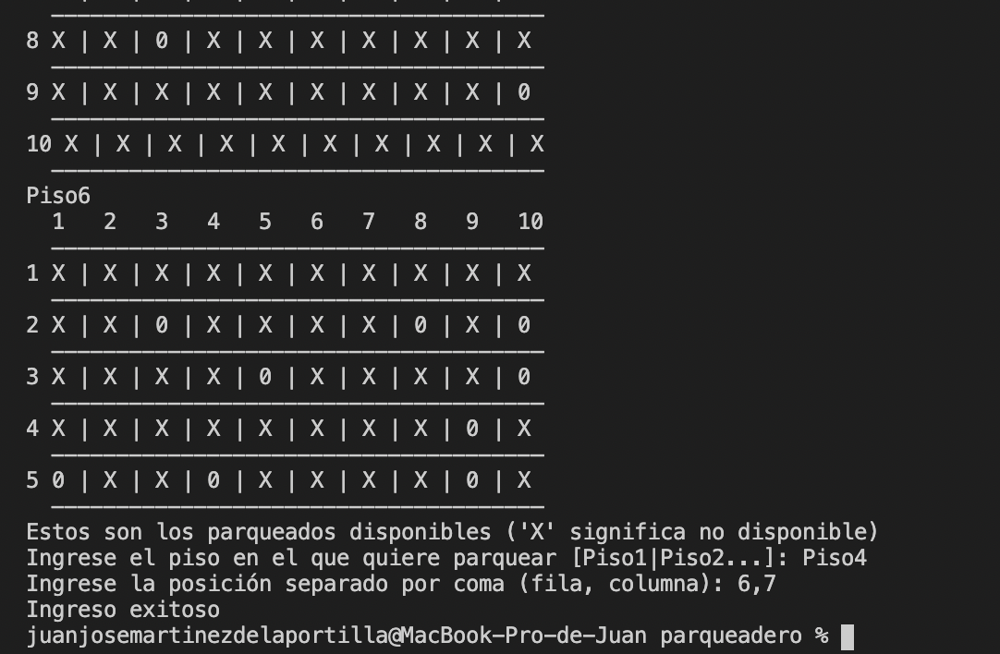 8 X | X | 0 | X | X | X | X | X | X | X
9 X | X | X | X | X | X | X | X | X | 0
10 X | X | X | X | X | X | X | X | X | X
Piso6
1 2 3 4 5 6 7 8 9 10
1 X | X | X | X | X | X | X | X | X | X
2 X | X | 0 | X | X | X | X | 0 | X | 0
3 X | X | X | X | 0 | X | X | X | X | 0
4 X | X | X | X | X | X | X | X | 0 | X
5 0 | X | X | 0 | X | X | X | X | 0 | X
Estos son los parqueados disponibles ('X' significa no disponible)
Ingrese el piso en el que quiere parquear [Piso1|Piso2...]: Piso4
Ingrese la posición separado por coma (fila, columna): 6,7
Ingreso exitoso
juanjosemartinezdelaportilla@MacBook-Pro-de-Juan parqueadero %